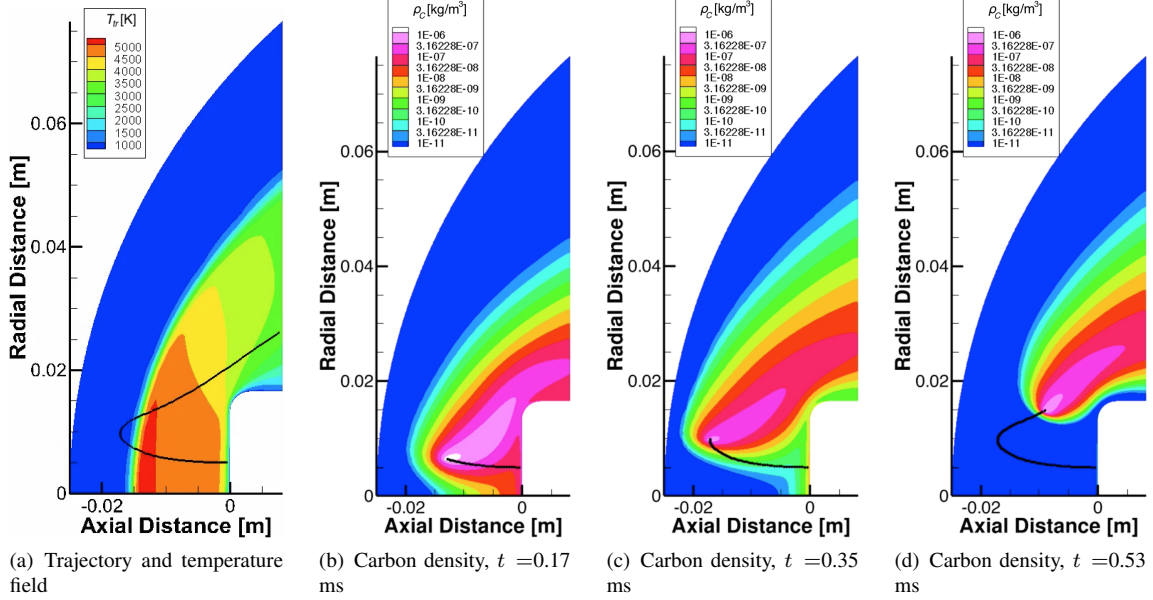 T_tr [K]
5000
4500
4000
3500
3000
2500
2000
1500
1000
0.06
0.04
0.02
0
-0.02
0
Radial Distance [m]
Axial Distance [m]
(a) Trajectory and temperature
field
ρ_C [kg/m³]
1E-06
3.16228E-07
1E-07
3.16228E-08
1E-08
3.16228E-09
1E-09
3.16228E-10
1E-10
3.16228E-11
1E-11
0.06
0.04
0.02
0
-0.02
0
Radial Distance [m]
Axial Distance [m]
(b) Carbon density, t =0.17
ms
ρ_C [kg/m³]
1E-06
3.16228E-07
1E-07
3.16228E-08
1E-08
3.16228E-09
1E-09
3.16228E-10
1E-10
3.16228E-11
1E-11
0.06
0.04
0.02
0
-0.02
0
Radial Distance [m]
Axial Distance [m]
(c) Carbon density, t =0.35
ms
ρ_C [kg/m³]
1E-06
3.16228E-07
1E-07
3.16228E-08
1E-08
3.16228E-09
1E-09
3.16228E-10
1E-10
3.16228E-11
1E-11
0.06
0.04
0.02
0
-0.02
0
Radial Distance [m]
Axial Distance [m]
(d) Carbon density, t =0.53
ms